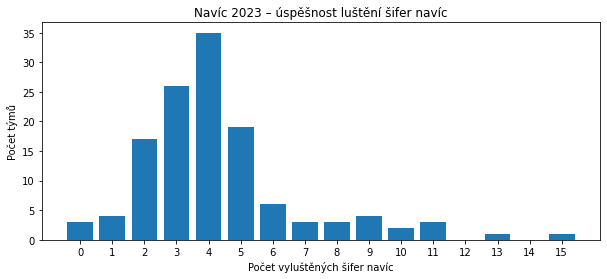 Navíc 2023 – úspěšnost luštění šifer navíc
Počet týmů
35
30
25
20
15
10
5
0
0 1 2 3 4 5 6 7 8 9 10 11 12 13 14 15
Počet vyluštěných šifer navíc